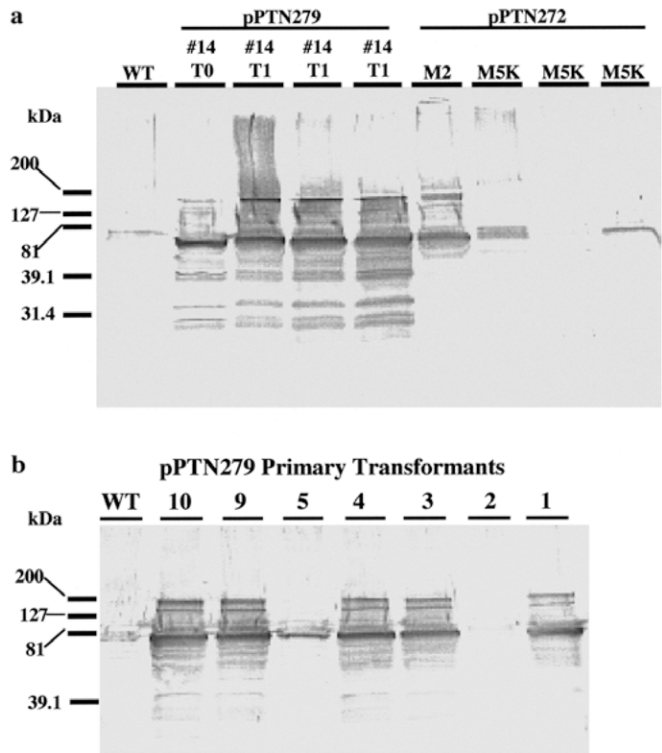 a
pPTN279 pPTN272
#14 #14 #14 #14
WT T0 T1 T1 T1 M2 M5K M5K M5K
kDa
200
127
81
39.1
31.4
b
pPTN279 Primary Transformants
WT 10 9 5 4 3 2 1
kDa
200
127
81
39.1